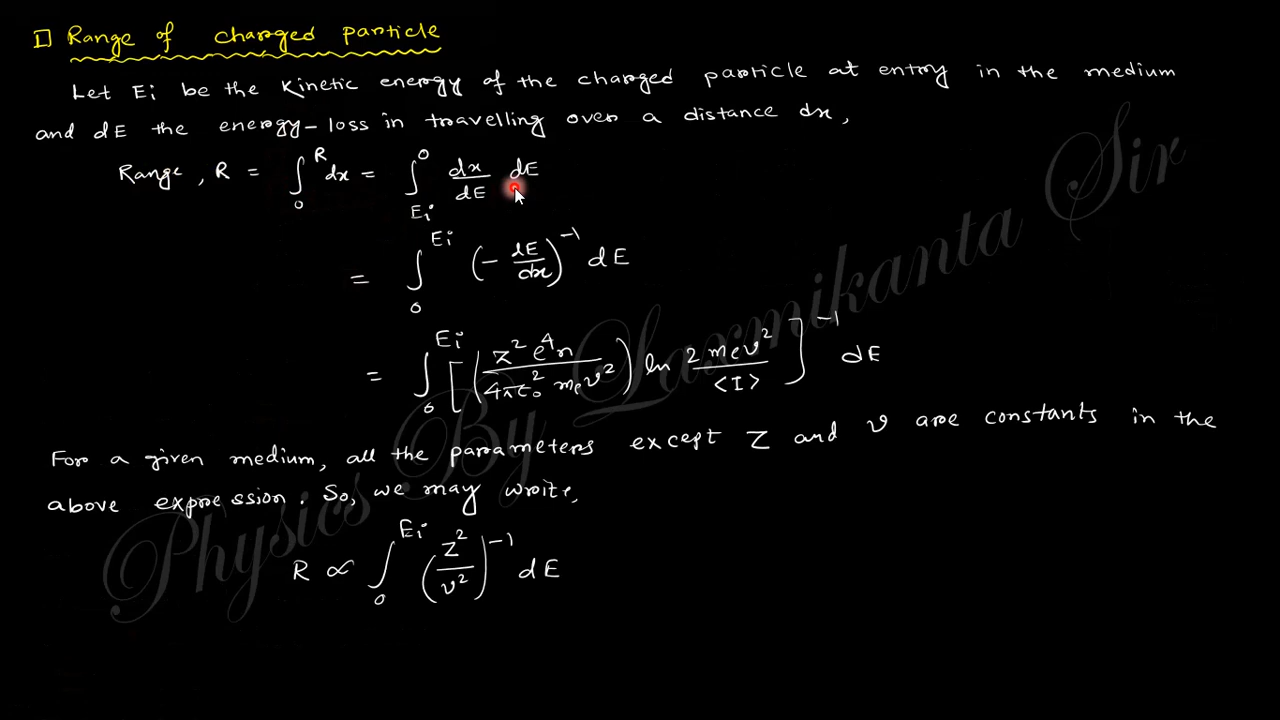 □ Range of charged particle
Let Ei be the Kinetic energy of the charged particle at entry in the medium
and dE the energy-loss in travelling over a distance dx,
Range, R = ∫₀^R dx = ∫_{Ei}^0 dx/dE dE
= ∫₀^{Ei} (- dE/dx)^{-1} dE
= ∫₀^{Ei} [(z² e⁴ n / 4πε₀² mₑv²) ln 2mₑv²/<I>]^{-1} dE
For a given medium, all the parameters except z and v are constants in the
above expression. So, we may write,
R ∝ ∫₀^{Ei} (z²/v²)^{-1} dE
Physics By Laxmikanta Sir